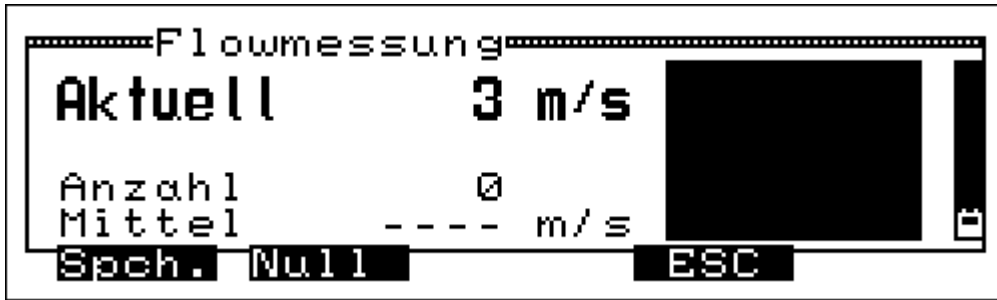 Flowmessung
Aktuell 3 m/s
Anzahl 0
Mittel ---- m/s
Spch. Null ESC